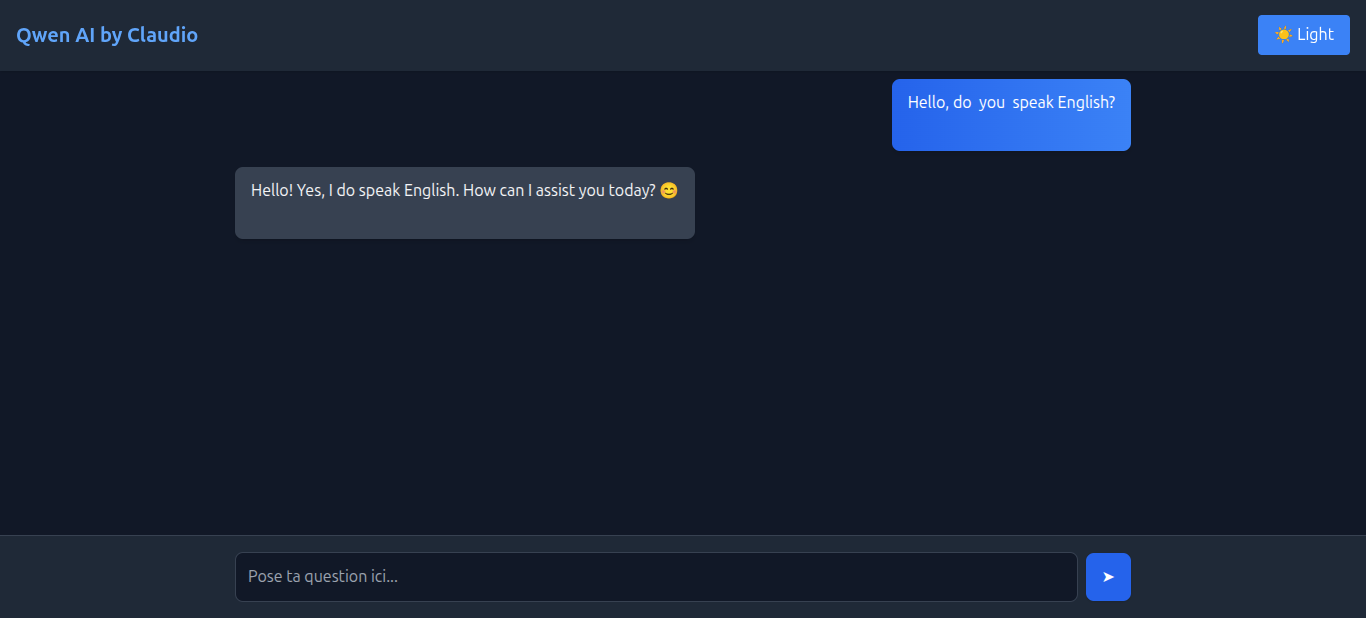 Qwen AI by Claudio
☀️ Light
Hello, do  you  speak English?
Hello! Yes, I do speak English. How can I assist you today? 😊
Pose ta question ici...
➤